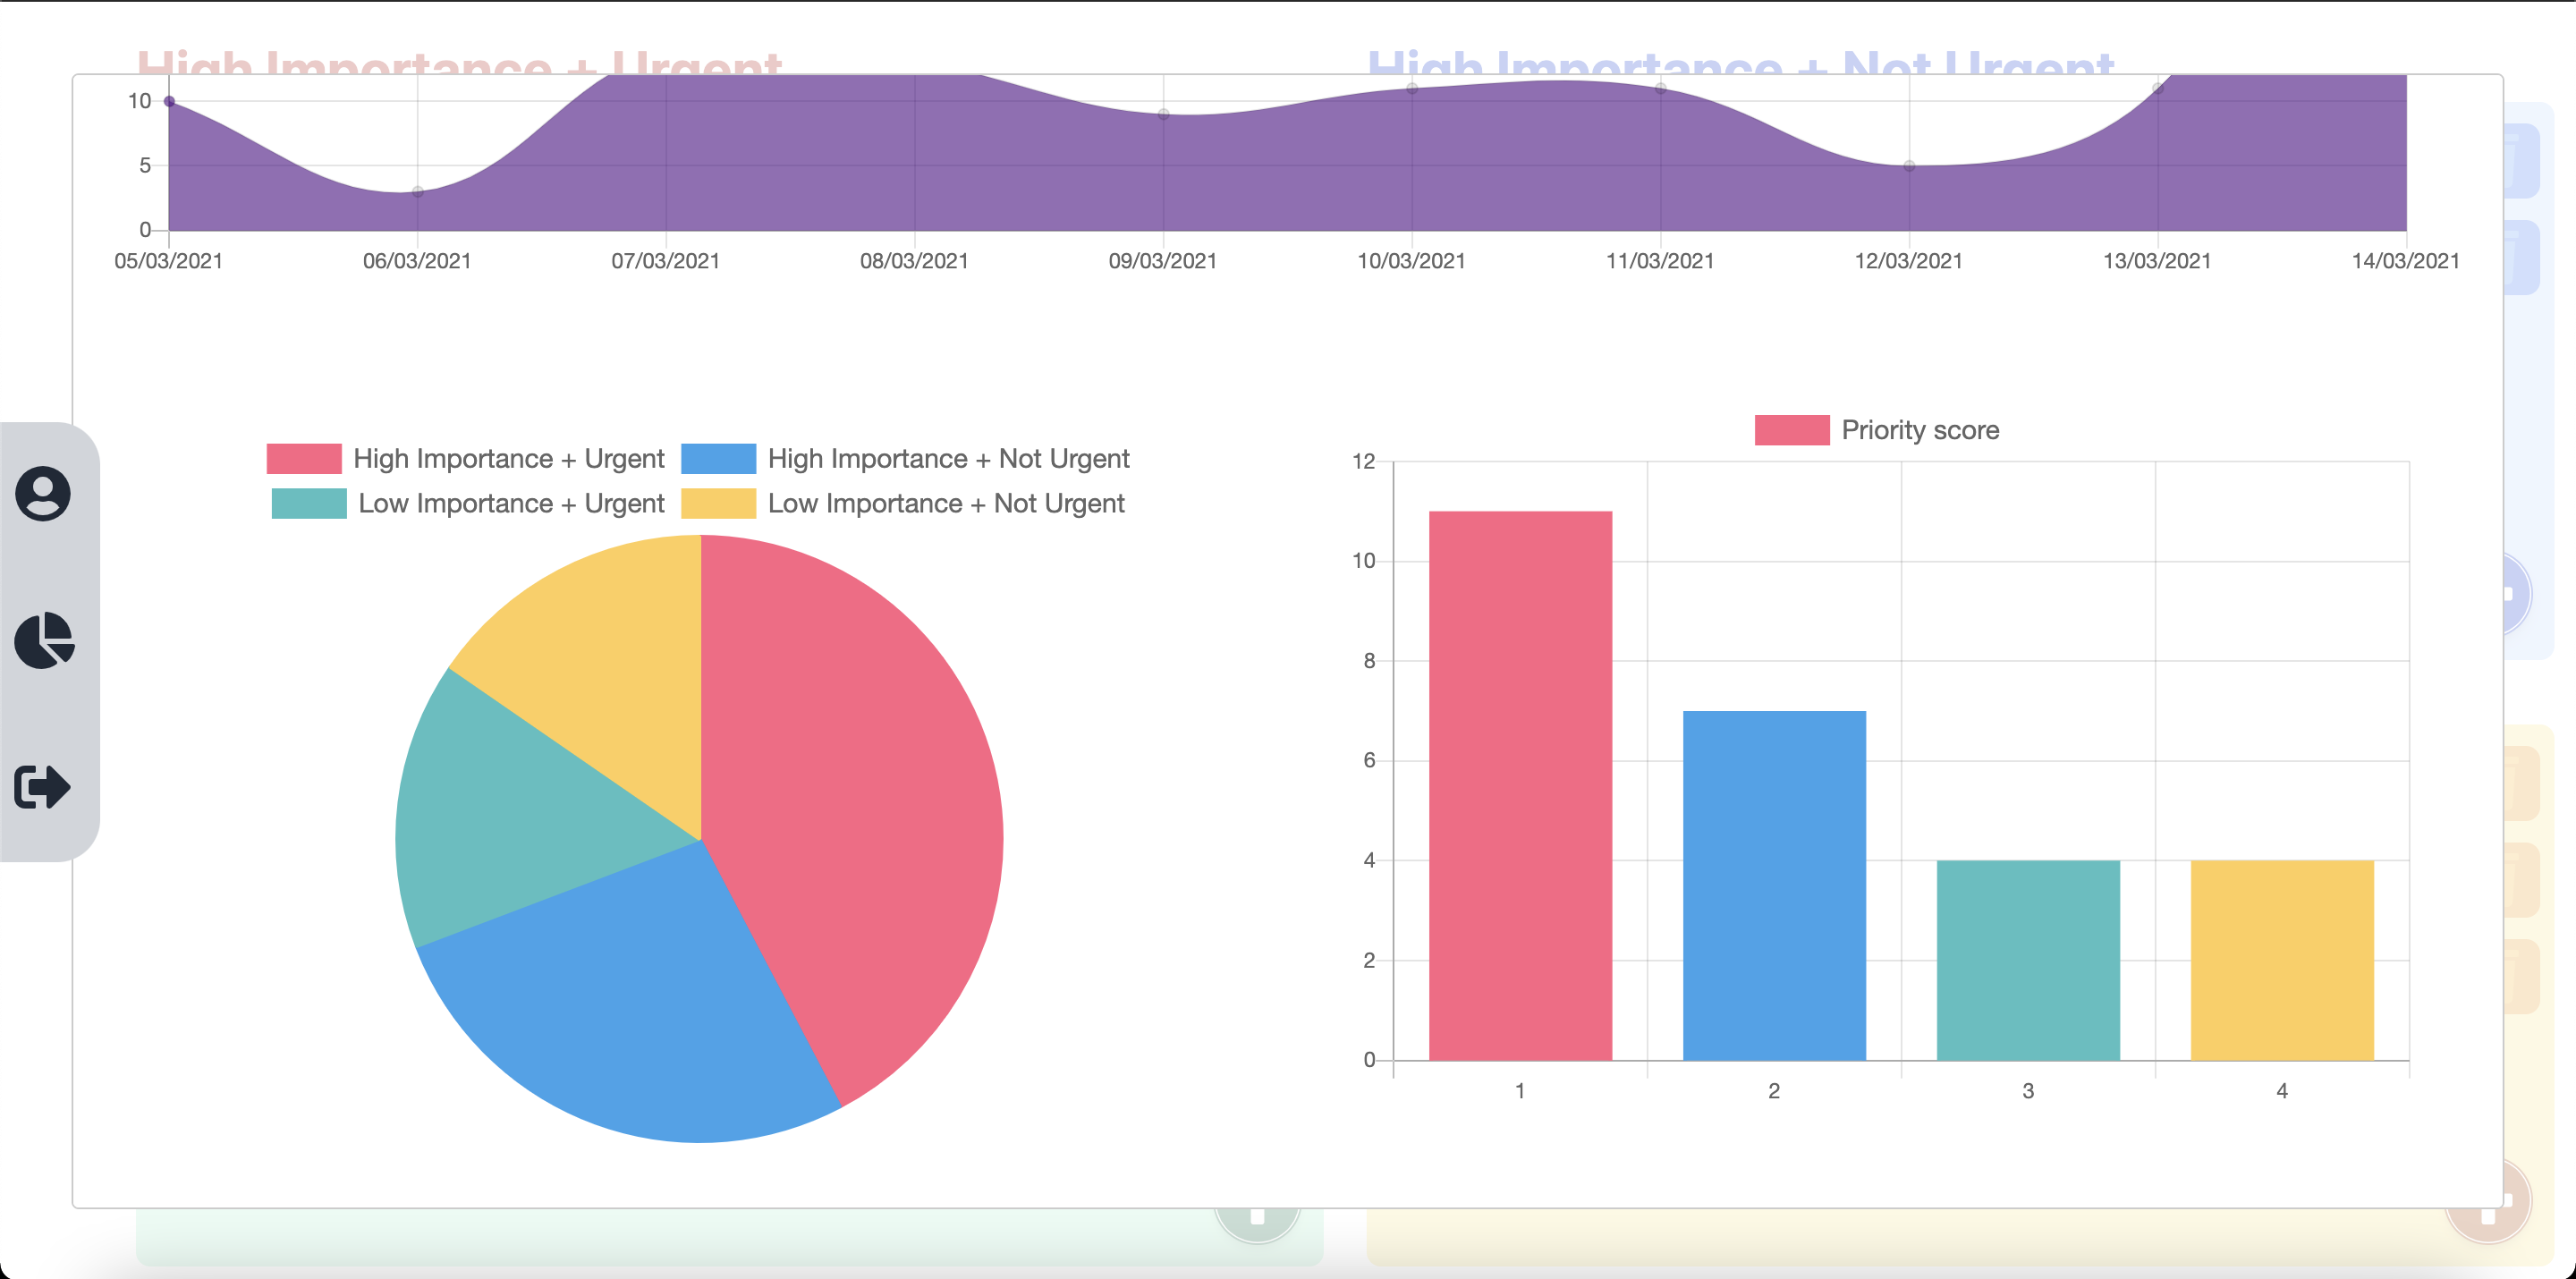 High Importance + Urgent
High Importance + Not Urgent
10
5
0
05/03/2021 06/03/2021 07/03/2021 08/03/2021 09/03/2021 10/03/2021 11/03/2021 12/03/2021 13/03/2021 14/03/2021
High Importance + Urgent High Importance + Not Urgent
Low Importance + Urgent Low Importance + Not Urgent
Priority score
12
10
8
6
4
2
0
1 2 3 4